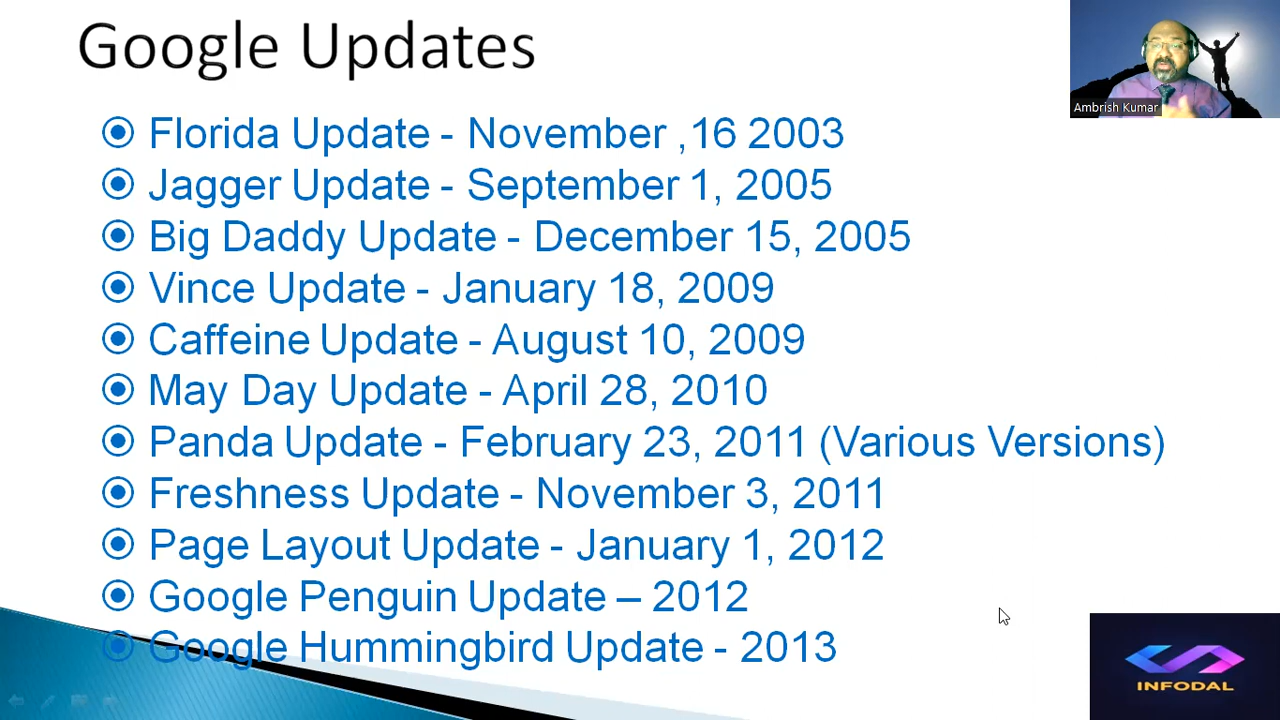 Google Updates
Ambrish Kumar
Florida Update - November ,16 2003
Jagger Update - September 1, 2005
Big Daddy Update - December 15, 2005
Vince Update - January 18, 2009
Caffeine Update - August 10, 2009
May Day Update - April 28, 2010
Panda Update - February 23, 2011 (Various Versions)
Freshness Update - November 3, 2011
Page Layout Update - January 1, 2012
Google Penguin Update – 2012
Google Hummingbird Update - 2013
INFODAL